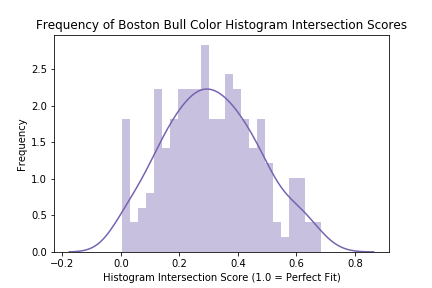 Frequency of Boston Bull Color Histogram Intersection Scores
Frequency
2.5
2.0
1.5
1.0
0.5
0.0
−0.2 0.0 0.2 0.4 0.6 0.8
Histogram Intersection Score (1.0 = Perfect Fit)